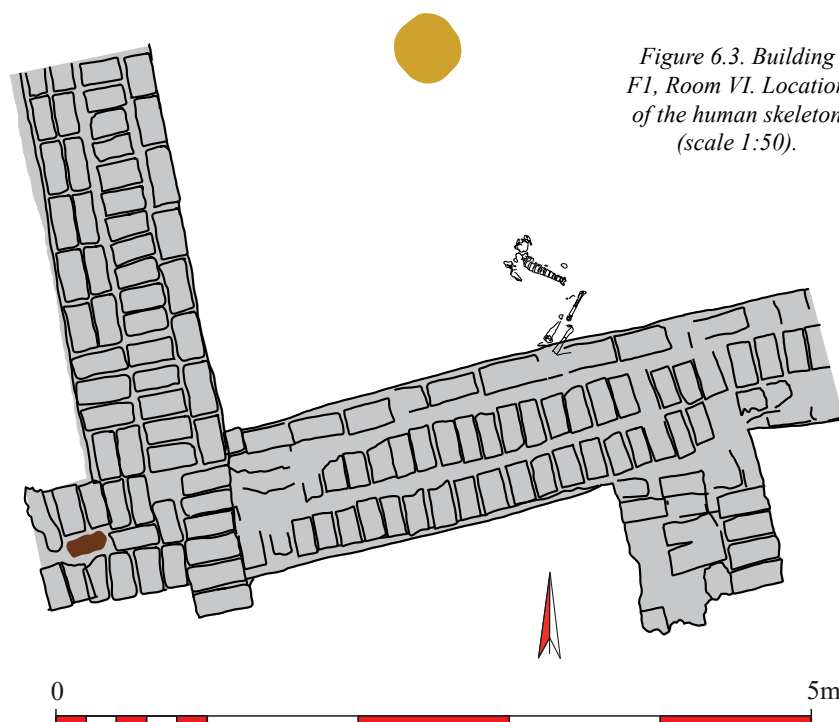 Figure 6.3. Building
F1, Room VI. Location
of the human skeleton
(scale 1:50).
0
5m